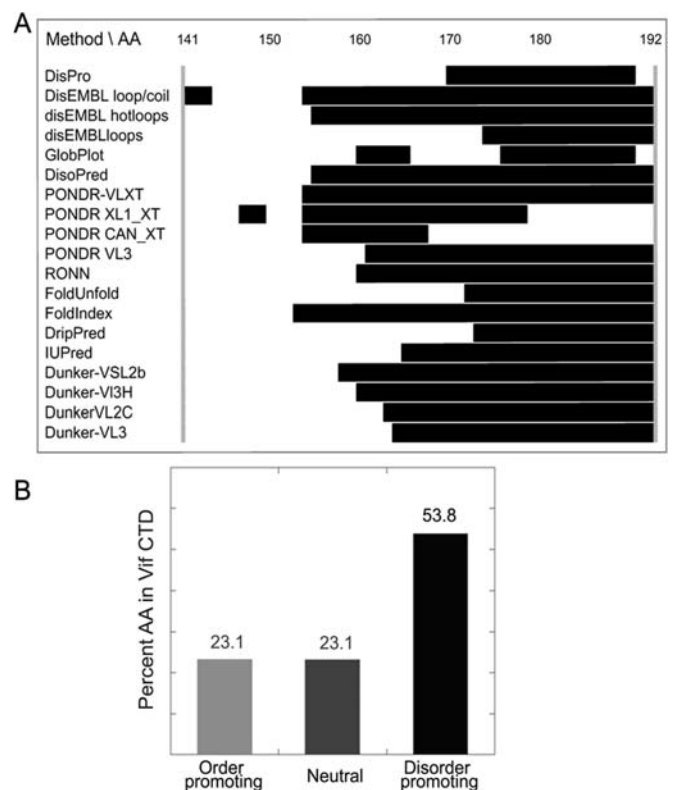 A
Method \ AA 141 150 160 170 180 192
DisPro
DisEMBL loop/coil
disEMBL hotloops
disEMBLloops
GlobPlot
DisoPred
PONDR-VLXT
PONDR XL1_XT
PONDR CAN_XT
PONDR VL3
RONN
FoldUnfold
FoldIndex
DripPred
IUPred
Dunker-VSL2b
Dunker-Vl3H
DunkerVL2C
Dunker-VL3
B
Percent AA in Vif CTD
53.8
23.1 23.1
Order
promoting
Neutral
Disorder
promoting